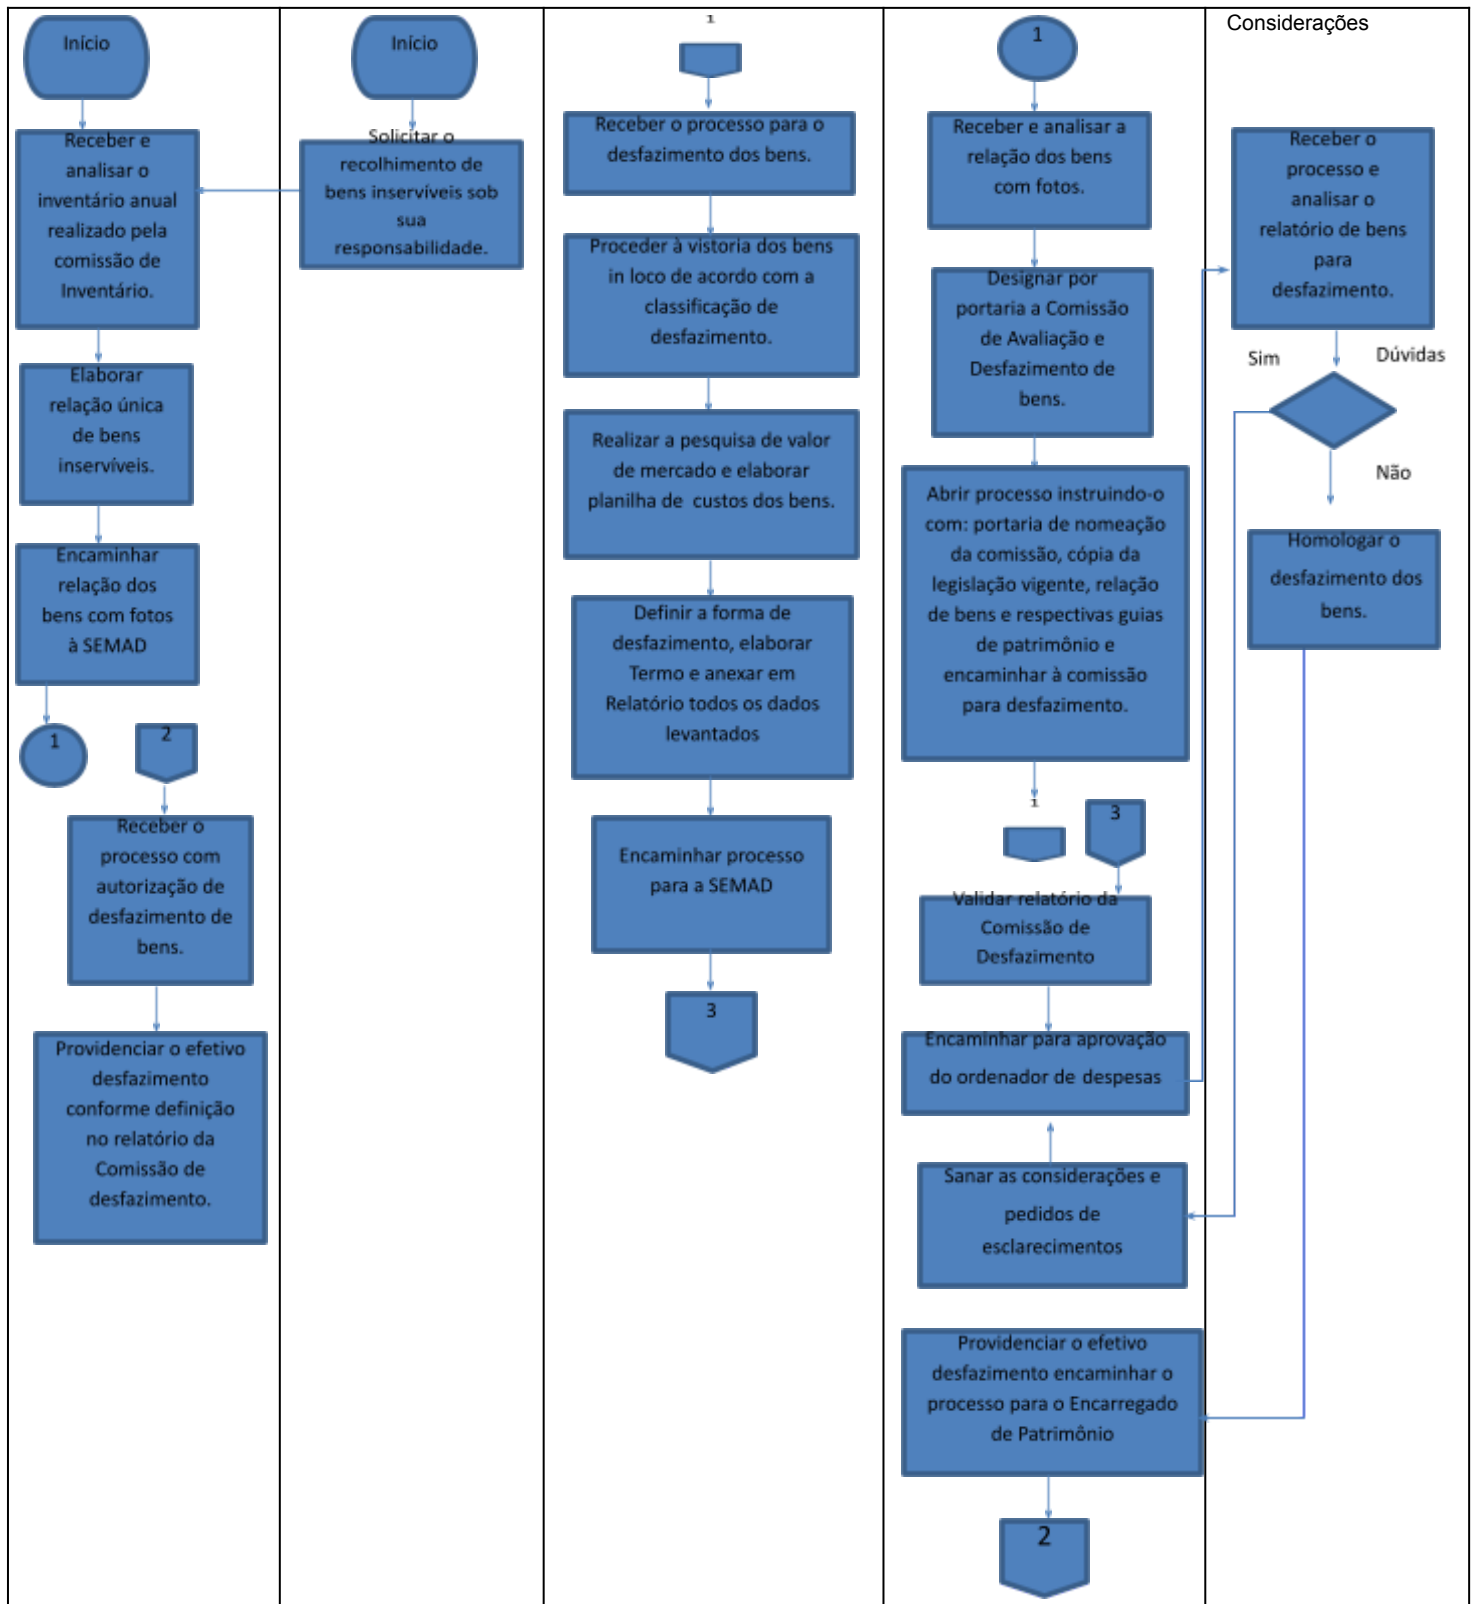 Início
Receber e
analisar o
inventário anual
realizado pela
comissão de
Inventário.
Elaborar
relação única
de bens
inservíveis.
Encaminhar
relação dos
bens com fotos
à SEMAD
1
2
Receber o
processo com
autorização de
desfazimento de
bens.
Providenciar o efetivo
desfazimento
conforme definição
no relatório da
Comissão de
desfazimento.
Início
Solicitar o
recolhimento de
bens inservíveis sob
sua
responsabilidade.
1
Receber o processo para o
desfazimento dos bens.
Proceder à vistoria dos bens
in loco de acordo com a
classificação de
desfazimento.
Realizar a pesquisa de valor
de mercado e elaborar
planilha de custos dos bens.
Definir a forma de
desfazimento, elaborar
Termo e anexar em
Relatório todos os dados
levantados
Encaminhar processo
para a SEMAD
3
1
Receber e analisar a
relação dos bens
com fotos.
Designar por
portaria a Comissão
de Avaliação e
Desfazimento de
bens.
Abrir processo instruindo-o
com: portaria de nomeação
da comissão, cópia da
legislação vigente, relação
de bens e respectivas guias
de patrimônio e
encaminhar à comissão
para desfazimento.
1
3
Validar relatório da
Comissão de
Desfazimento
Encaminhar para aprovação
do ordenador de despesas
Sanar as considerações e
pedidos de
esclarecimentos
Providenciar o efetivo
desfazimento encaminhar o
processo para o Encarregado
de Patrimônio
2
Considerações
Receber o
processo e
analisar o
relatório de bens
para
desfazimento.
Sim
Dúvidas
Não
Homologar o
desfazimento dos
bens.